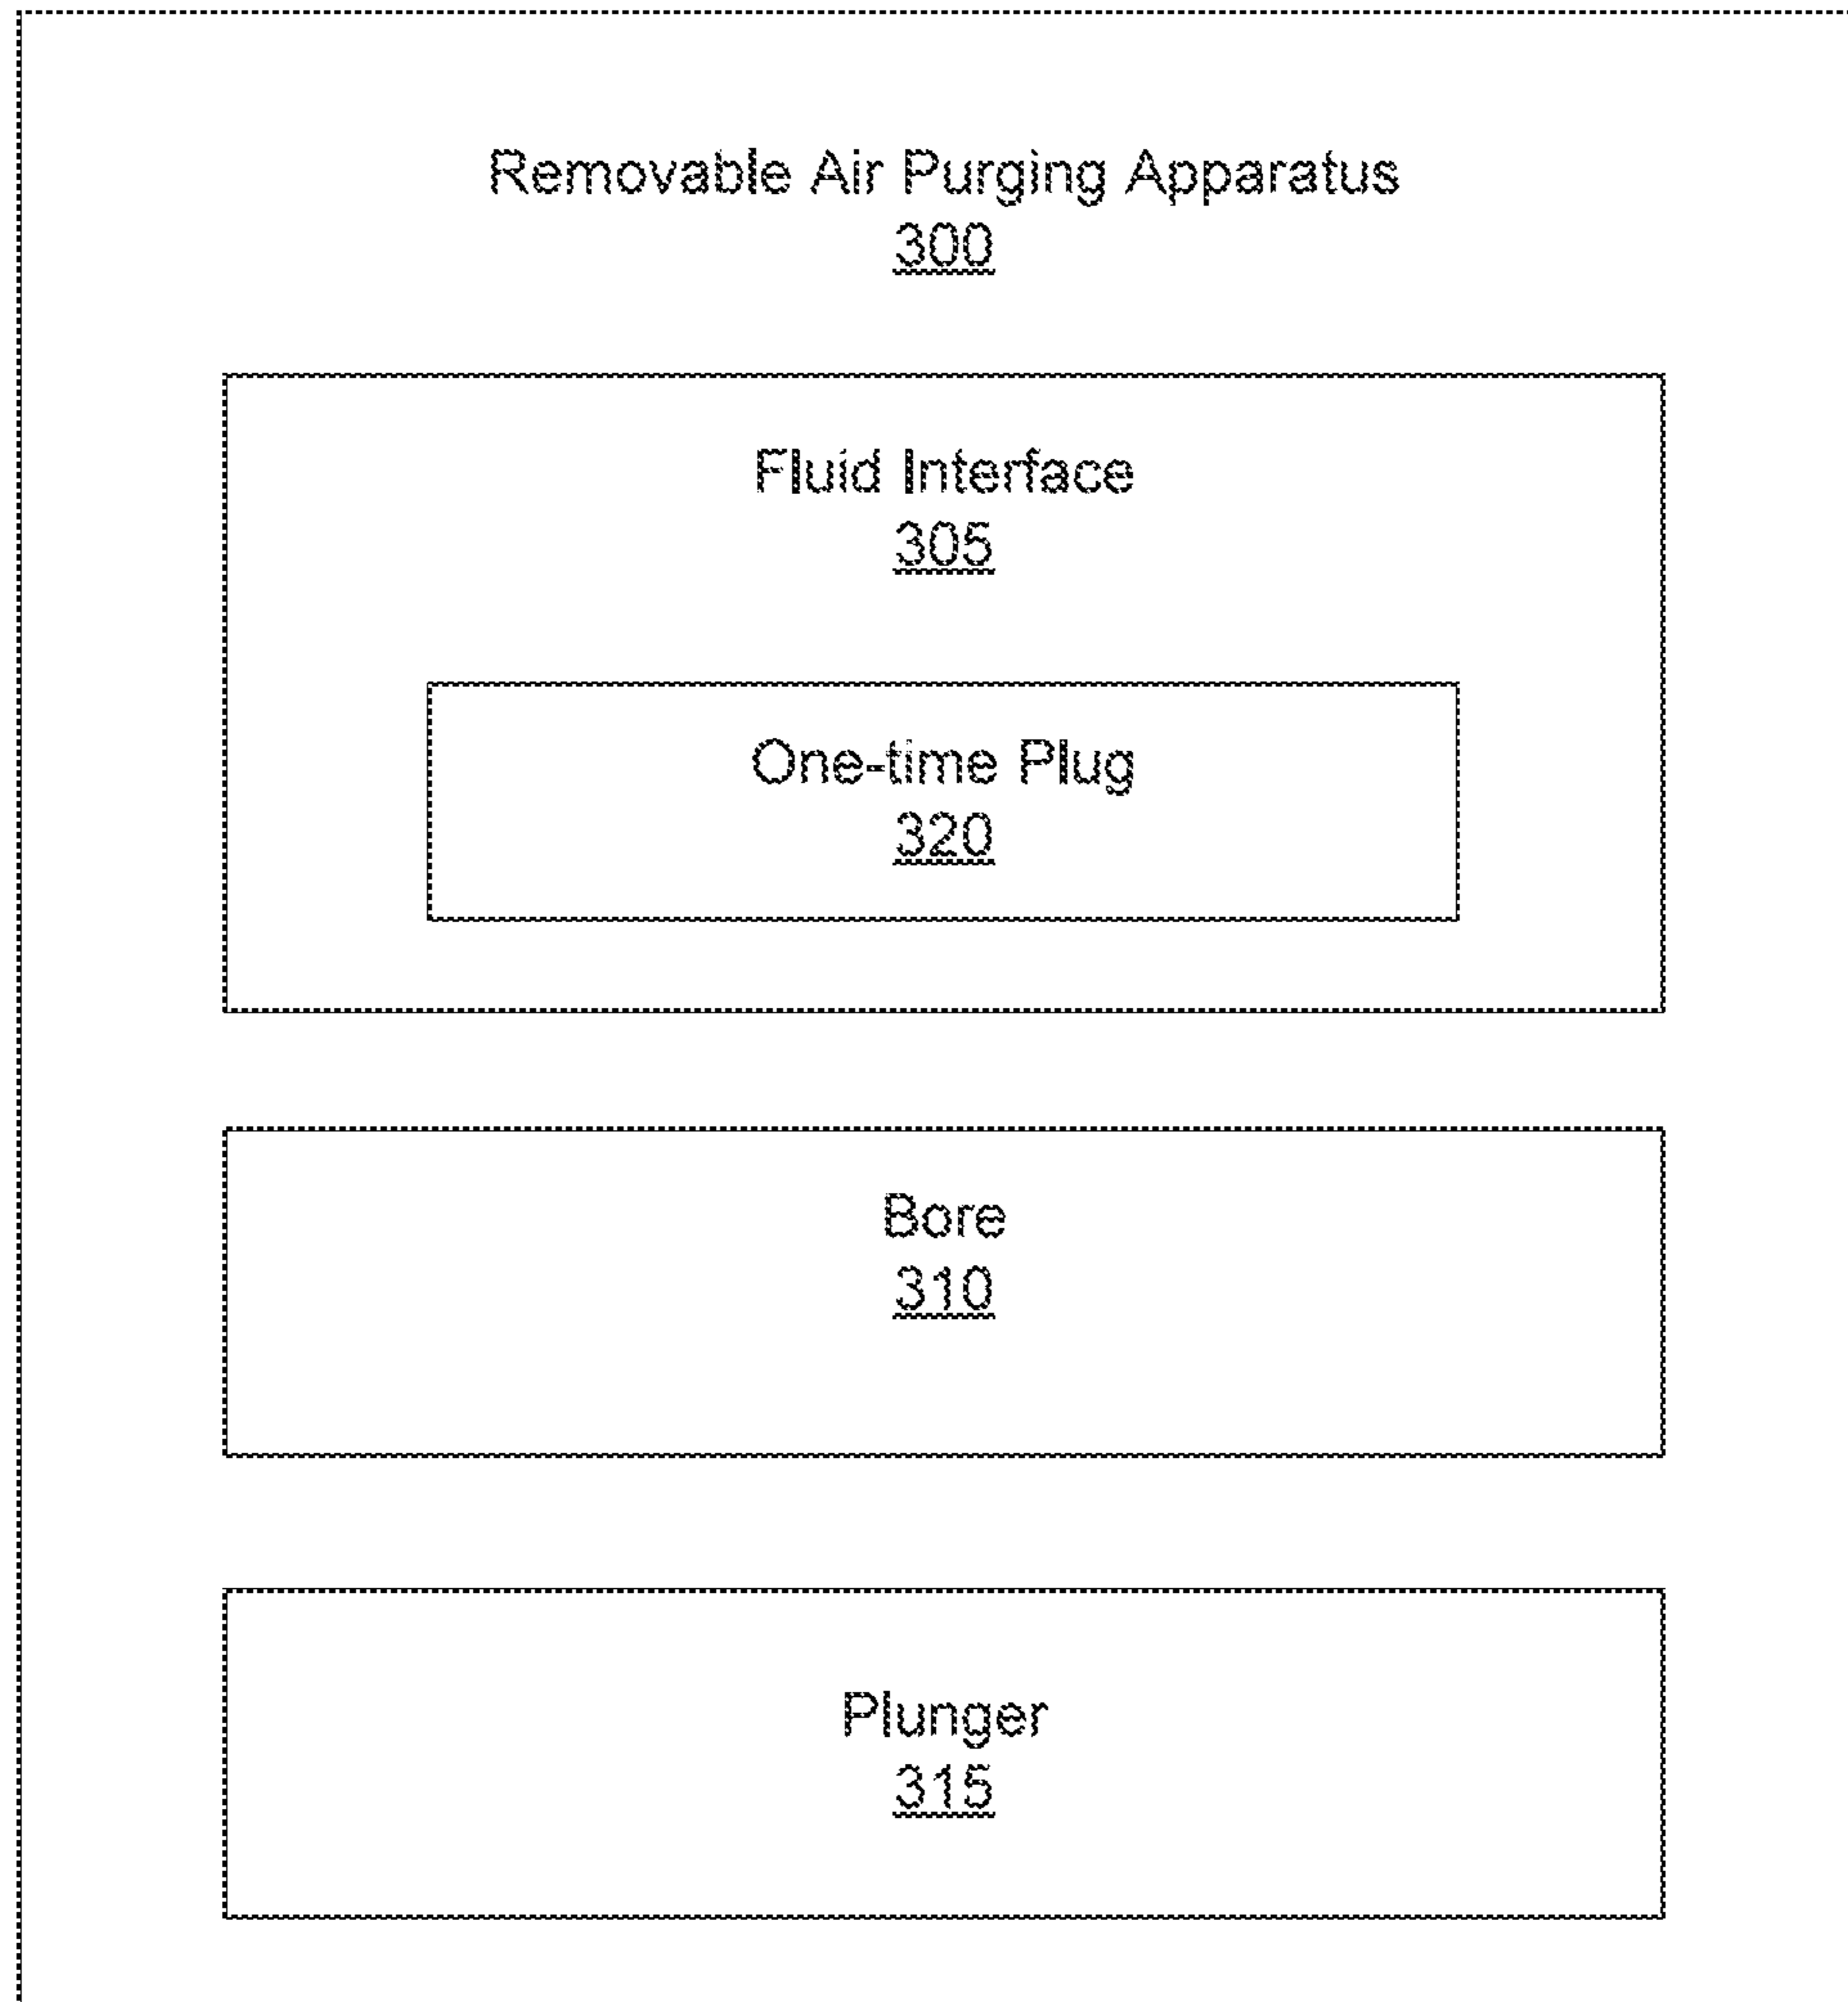 Removable Air Purging Apparatus
300
Fluid Interface
305
One-time Plug
320
Bore
310
Plunger
315